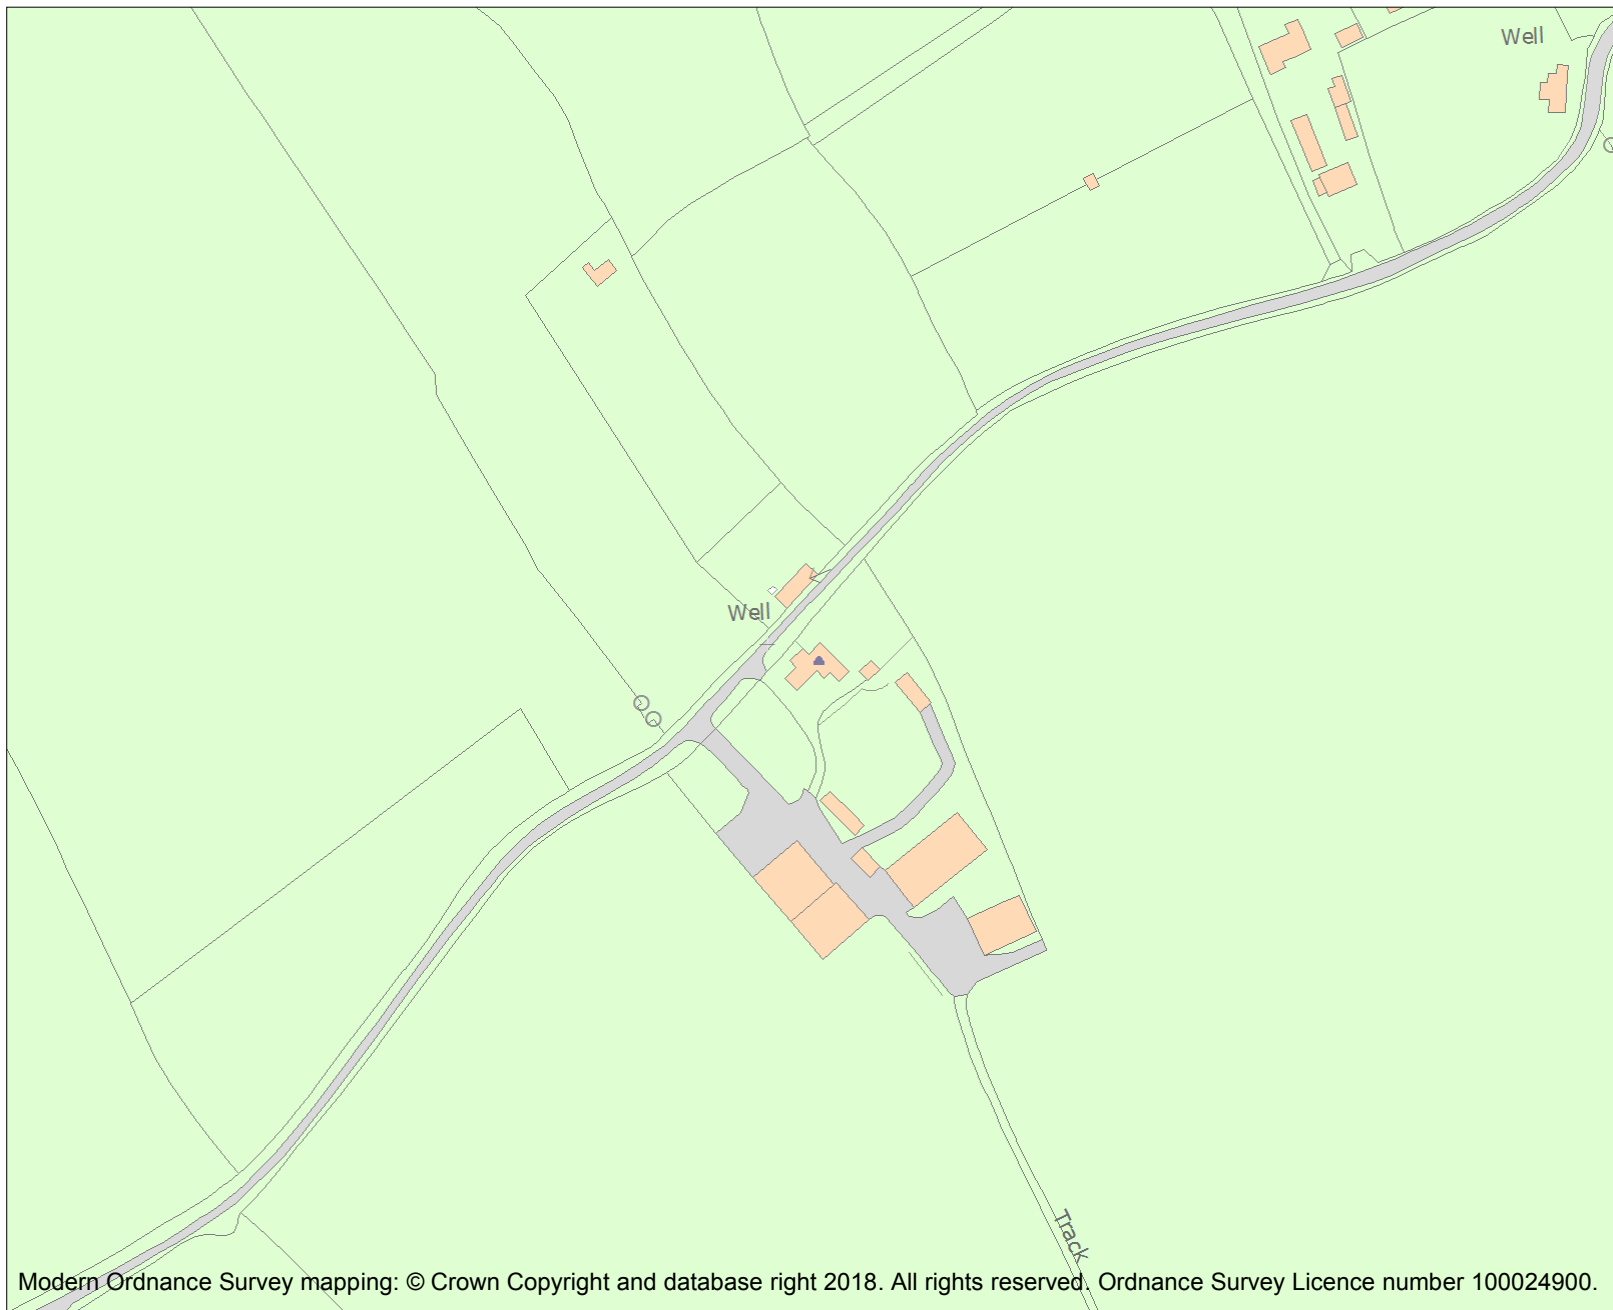 Well
Well
Track
Modern Ordnance Survey mapping: © Crown Copyright and database right 2018. All rights reserved. Ordnance Survey Licence number 100024900.